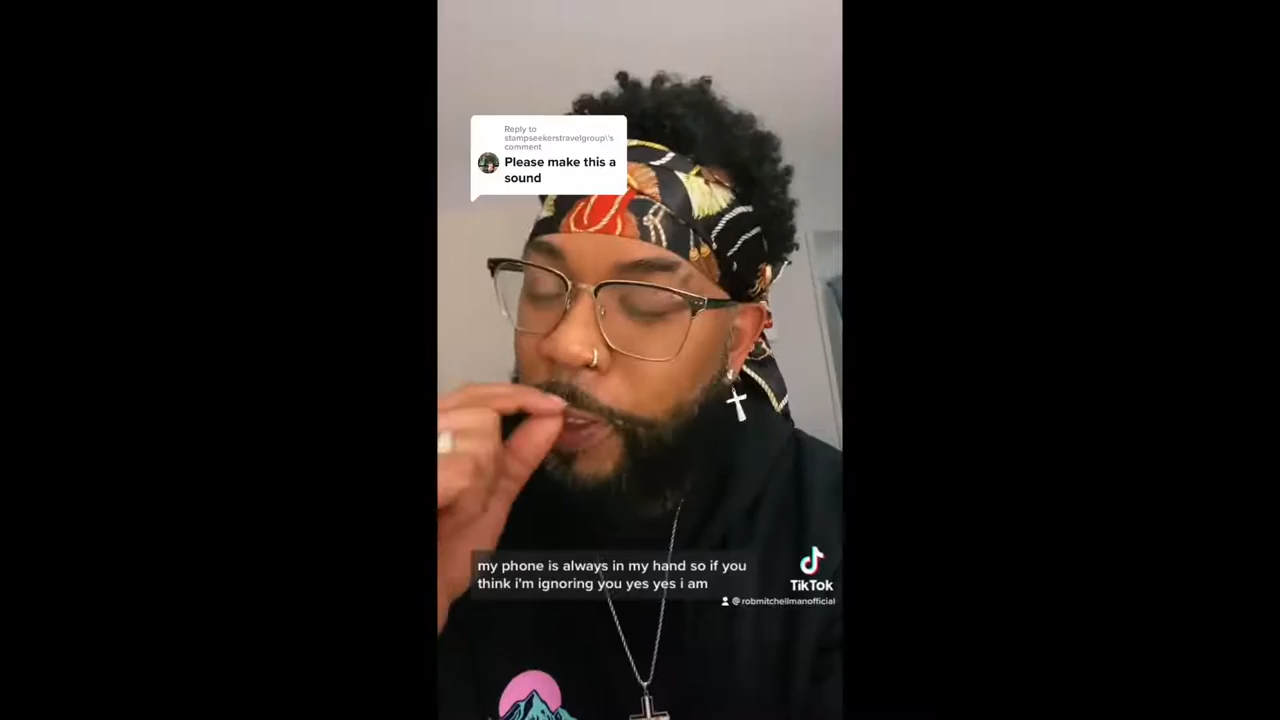 Reply to
stampseekerstravelgroup\'s
comment
Please make this a
sound
my phone is always in my hand so if you
think i'm ignoring you yes yes i am
TikTok
@robmitchellmanofficial